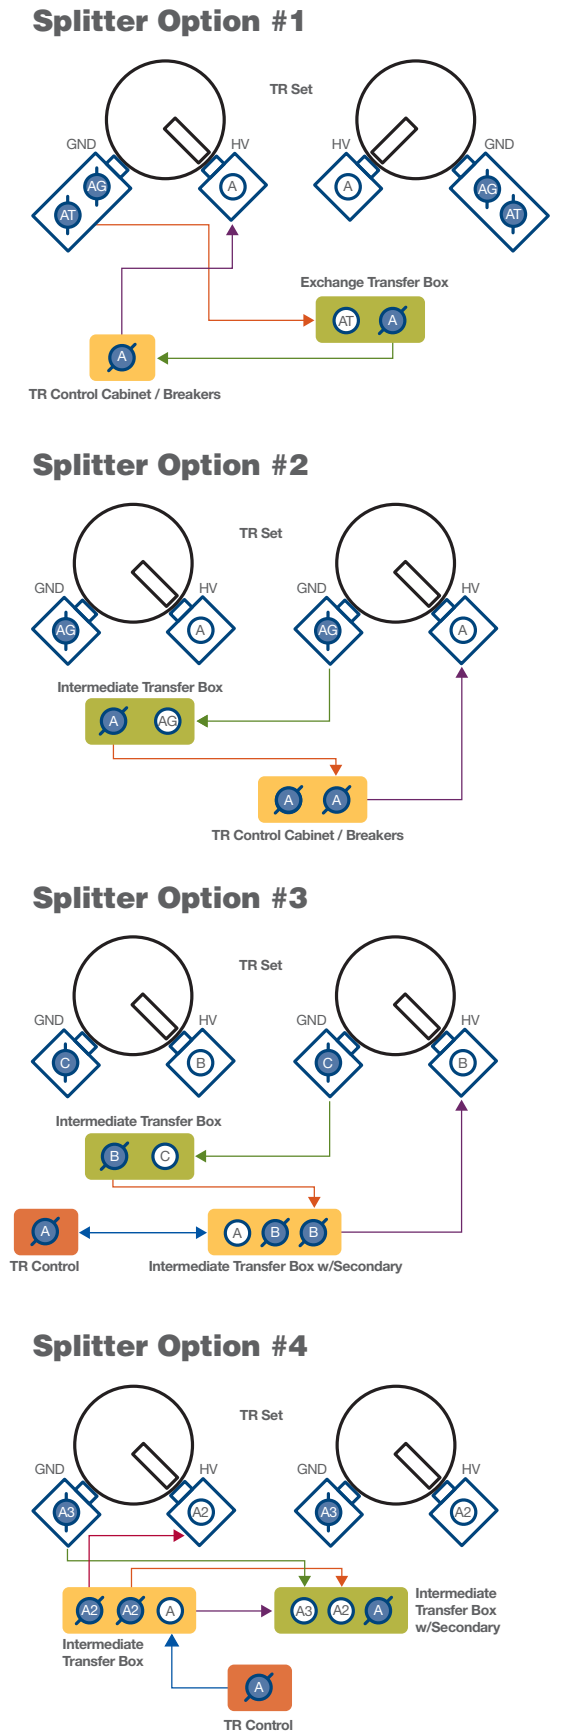 Splitter Option #1
TR Set
GND
HV
HV
GND
AG
AT
A
A
AG
AT
Exchange Transfer Box
AT
A
A
TR Control Cabinet / Breakers
Splitter Option #2
TR Set
GND
HV
GND
HV
AG
A
AG
A
Intermediate Transfer Box
A
AG
A
A
TR Control Cabinet / Breakers
Splitter Option #3
TR Set
GND
HV
GND
HV
C
B
C
B
Intermediate Transfer Box
B
C
A
A
B
B
TR Control
Intermediate Transfer Box w/Secondary
Splitter Option #4
TR Set
GND
HV
GND
HV
A3
A2
A3
A2
A2
A2
A
A3
A2
A
Intermediate
Transfer Box
w/Secondary
Intermediate
Transfer Box
A
TR Control